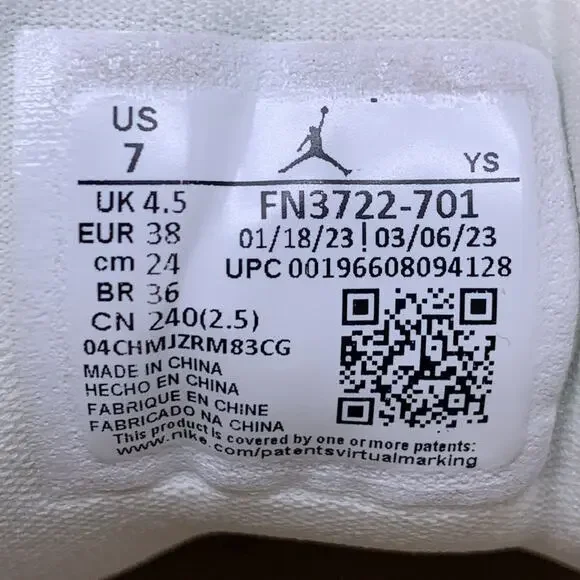 US
7
YS
UK 4.5
EUR 38
cm 24
BR 36
CN 240(2.5)
FN3722-701
01/18/23 | 03/06/23
UPC 00196608094128
04CHMJZRM83CG
MADE IN CHINA
HECHO EN CHINA
FABRIQUE EN CHINE
FABRICADO NA CHINA
This product is covered by one or more patents:
www.nike.com/patentsvirtualmarking